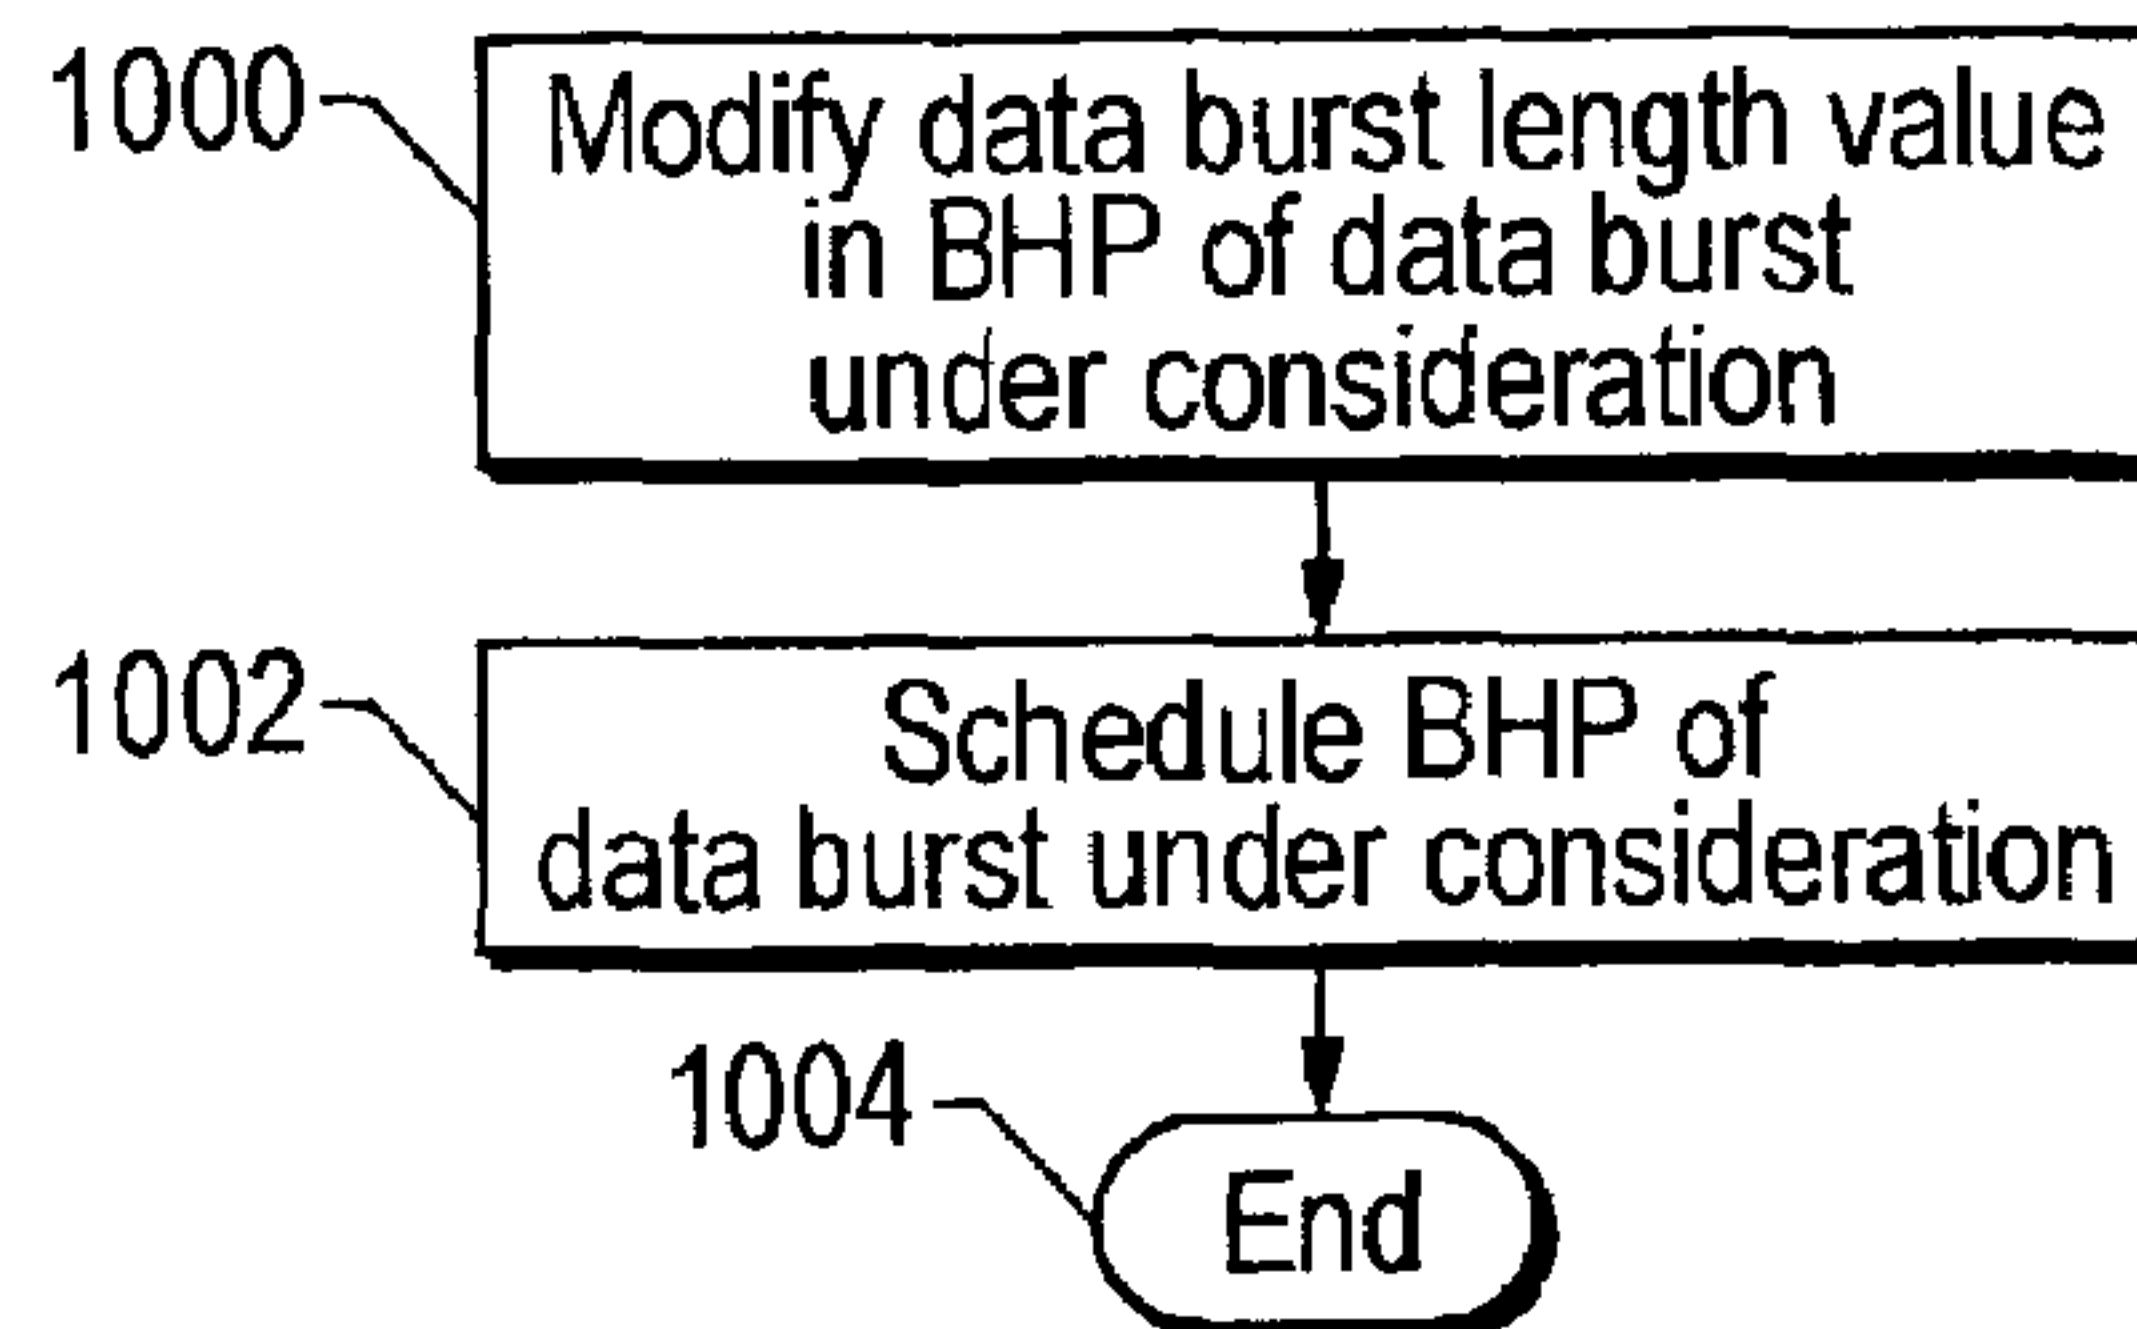 1000
Modify data burst length value
in BHP of data burst
under consideration
1002
Schedule BHP of
data burst under consideration
1004
End